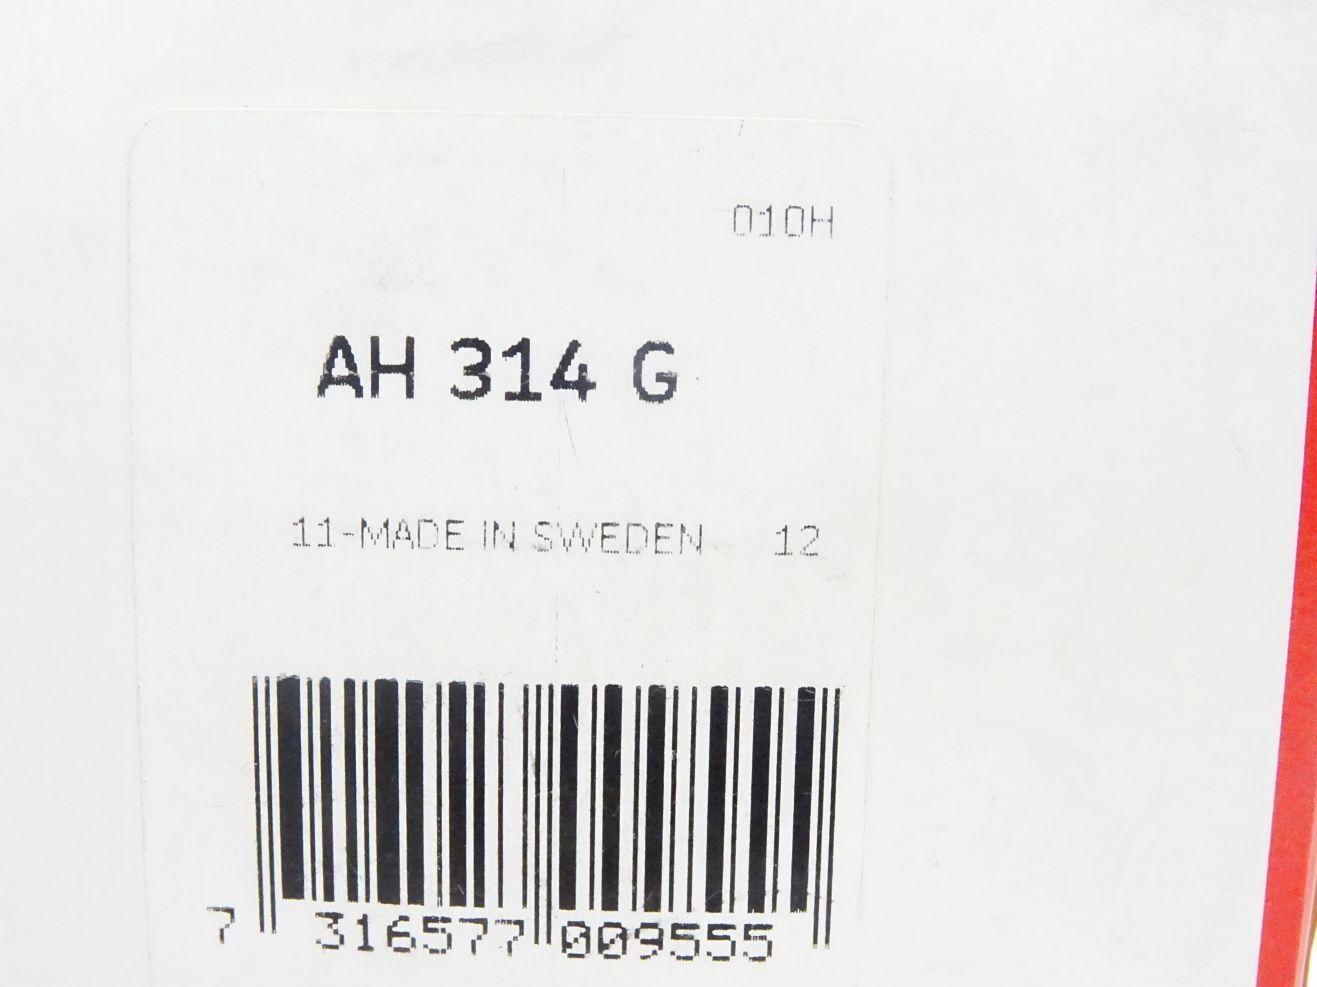 010H
AH 314 G
11-MADE IN SWEDEN 12
7 316577 009555